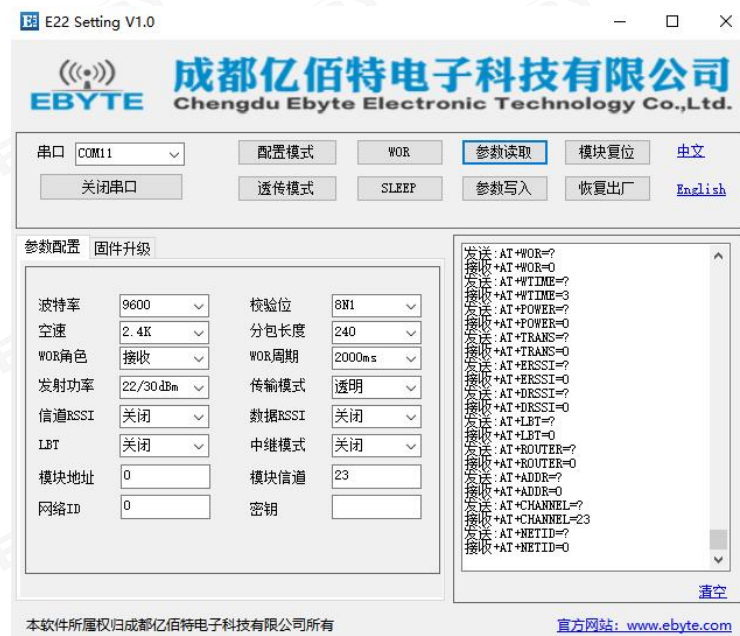 E22 Setting V1.0
EBYTE
成都亿佰特电子科技有限公司
Chengdu Ebyte Electronic Technology Co.,Ltd.
串口 COM11 配置模式 WOR 参数读取 模块复位 中文
关闭串口 透传模式 SLEEP 参数写入 恢复出厂 English
参数配置 固件升级
波特率 9600 校验位 8N1
空速 2.4K 分包长度 240
WOR角色 接收 WOR周期 2000ms
发射功率 22/30dBm 传输模式 透明
信道RSSI 关闭 数据RSSI 关闭
LBT 关闭 中继模式 关闭
模块地址 0 模块信道 23
网络ID 0 密钥
发送:AT+WOR=?
接收+AT+WOR=0
发送:AT+WTIME=?
接收+AT+WTIME=3
发送:AT+POWER=?
接收+AT+POWER=0
发送:AT+TRANS=?
接收+AT+TRANS=0
发送:AT+ERSSI=?
接收+AT+ERSSI=0
发送:AT+DRSSI=?
接收+AT+DRSSI=0
发送:AT+LBT=?
接收+AT+LBT=0
发送:AT+ROUTER=?
接收+AT+ROUTER=0
发送:AT+ADDR=?
接收+AT+ADDR=0
发送:AT+CHANNEL=?
接收+AT+CHANNEL=23
发送:AT+NETID=?
接收+AT+NETID=0
清空
本软件所属权归成都亿佰特电子科技有限公司所有 官方网站: www.ebyte.com